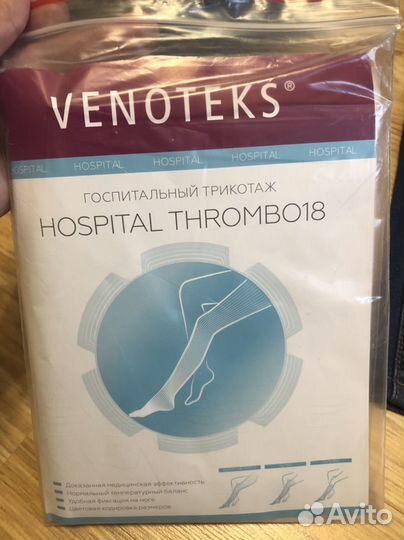 VENOTEKS®
HOSPITAL HOSPITAL HOSPITAL HOSPITAL HOSPITAL
ГОСПИТАЛЬНЫЙ ТРИКОТАЖ
HOSPITAL THROMBO18
Доказанная медицинская эффективность
Нормальный температурный баланс
Удобная фиксация на ноге
Цветовая кодировка размеров
Avito